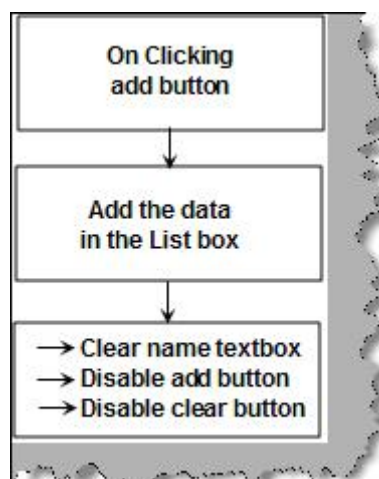 On Clicking
add button
Add the data
in the List box
Clear name textbox
Disable add button
Disable clear button